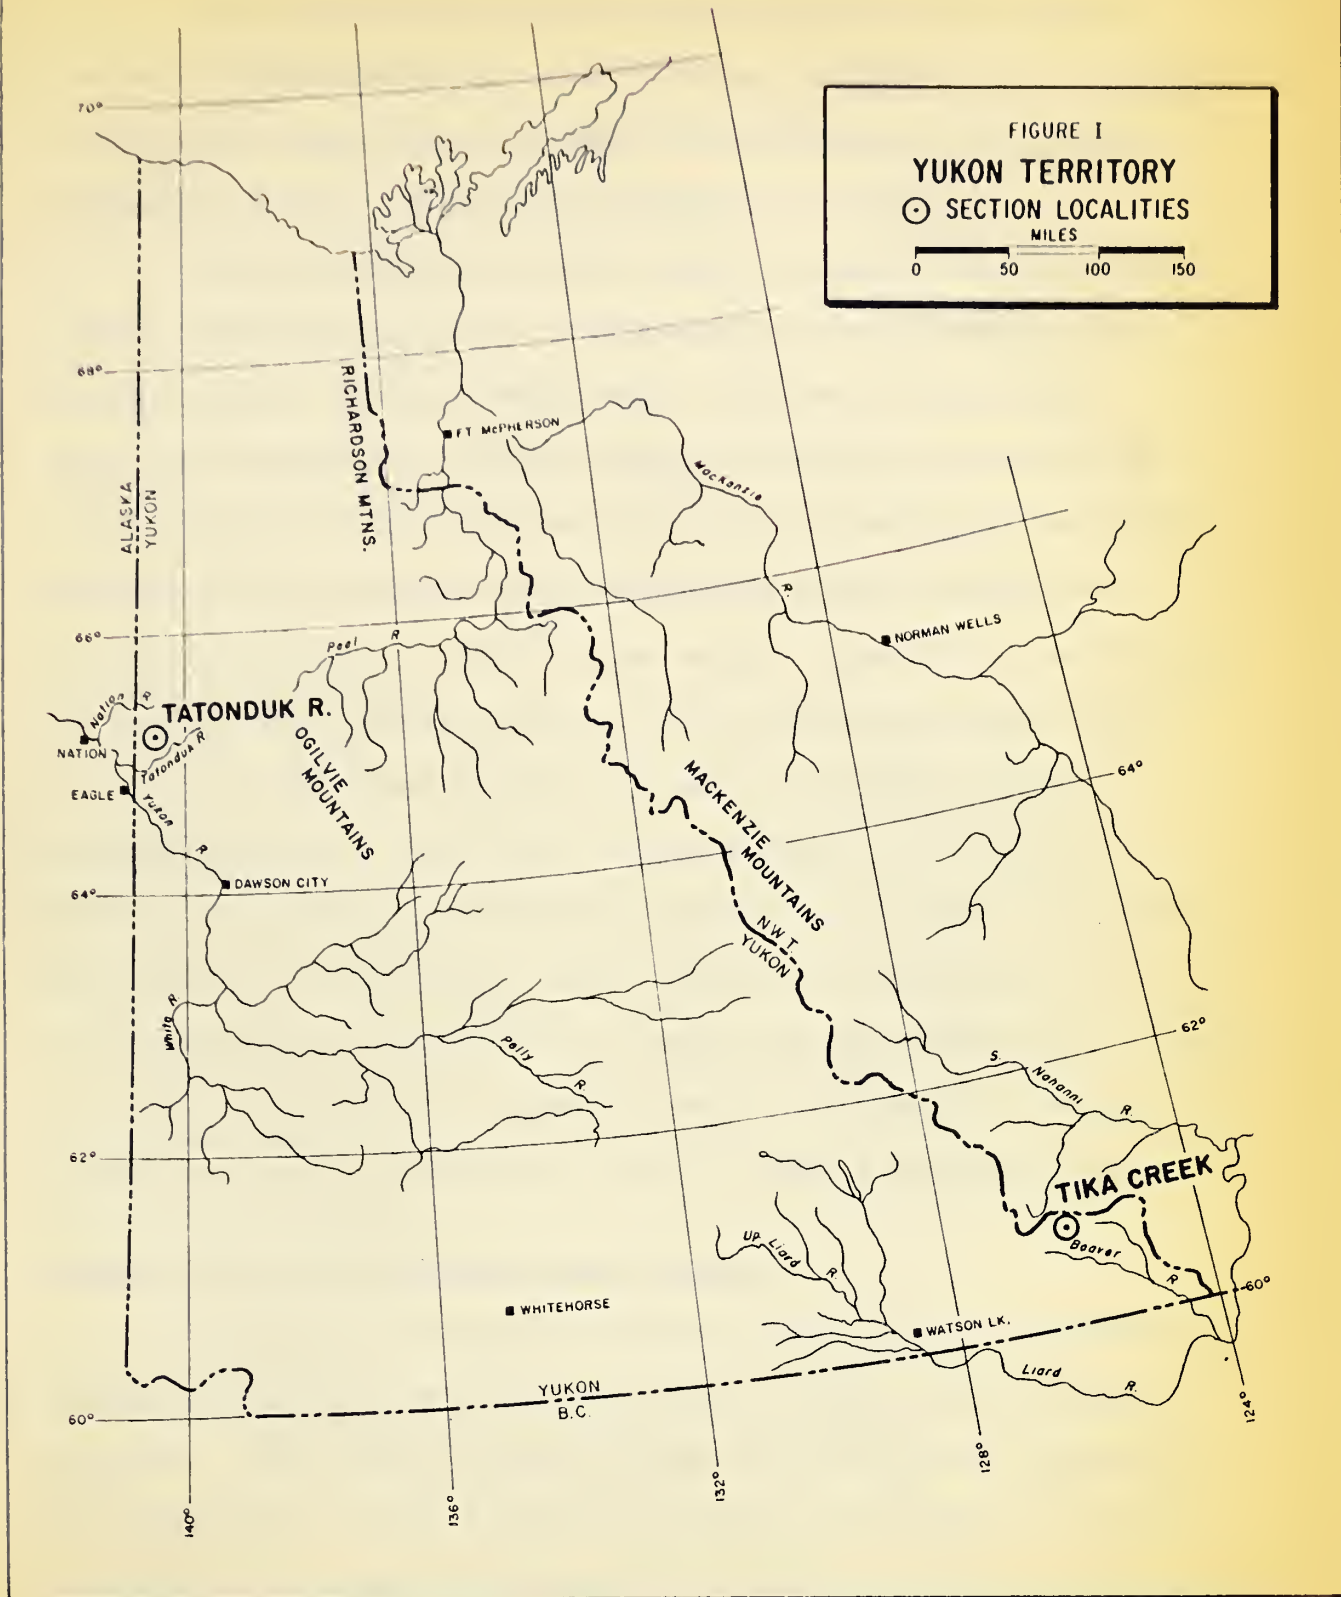 FIGURE I
YUKON TERRITORY
SECTION LOCALITIES
MILES
0 50 100 150
70°
68°
66°
64°
62°
60°
RICHARDSON MTNS.
FT. McPHERSON
MacKenzie
R.
ALASKA
YUKON
NORMAN WELLS
Peel R
Nation R
TATONDUK R.
NATION
Tatonduk R
EAGLE
Yukon
R
OGILVIE
MOUNTAINS
DAWSON CITY
MACKENZIE
MOUNTAINS
N.W.T.
YUKON
64°
White R
Pelly
R.
62°
S. Nahanni R.
TIKA CREEK
Beaver
R
Up. Liard
R.
WHITEHORSE
WATSON LK.
60°
Liard R.
YUKON
B.C.
140°
136°
132°
128°
124°